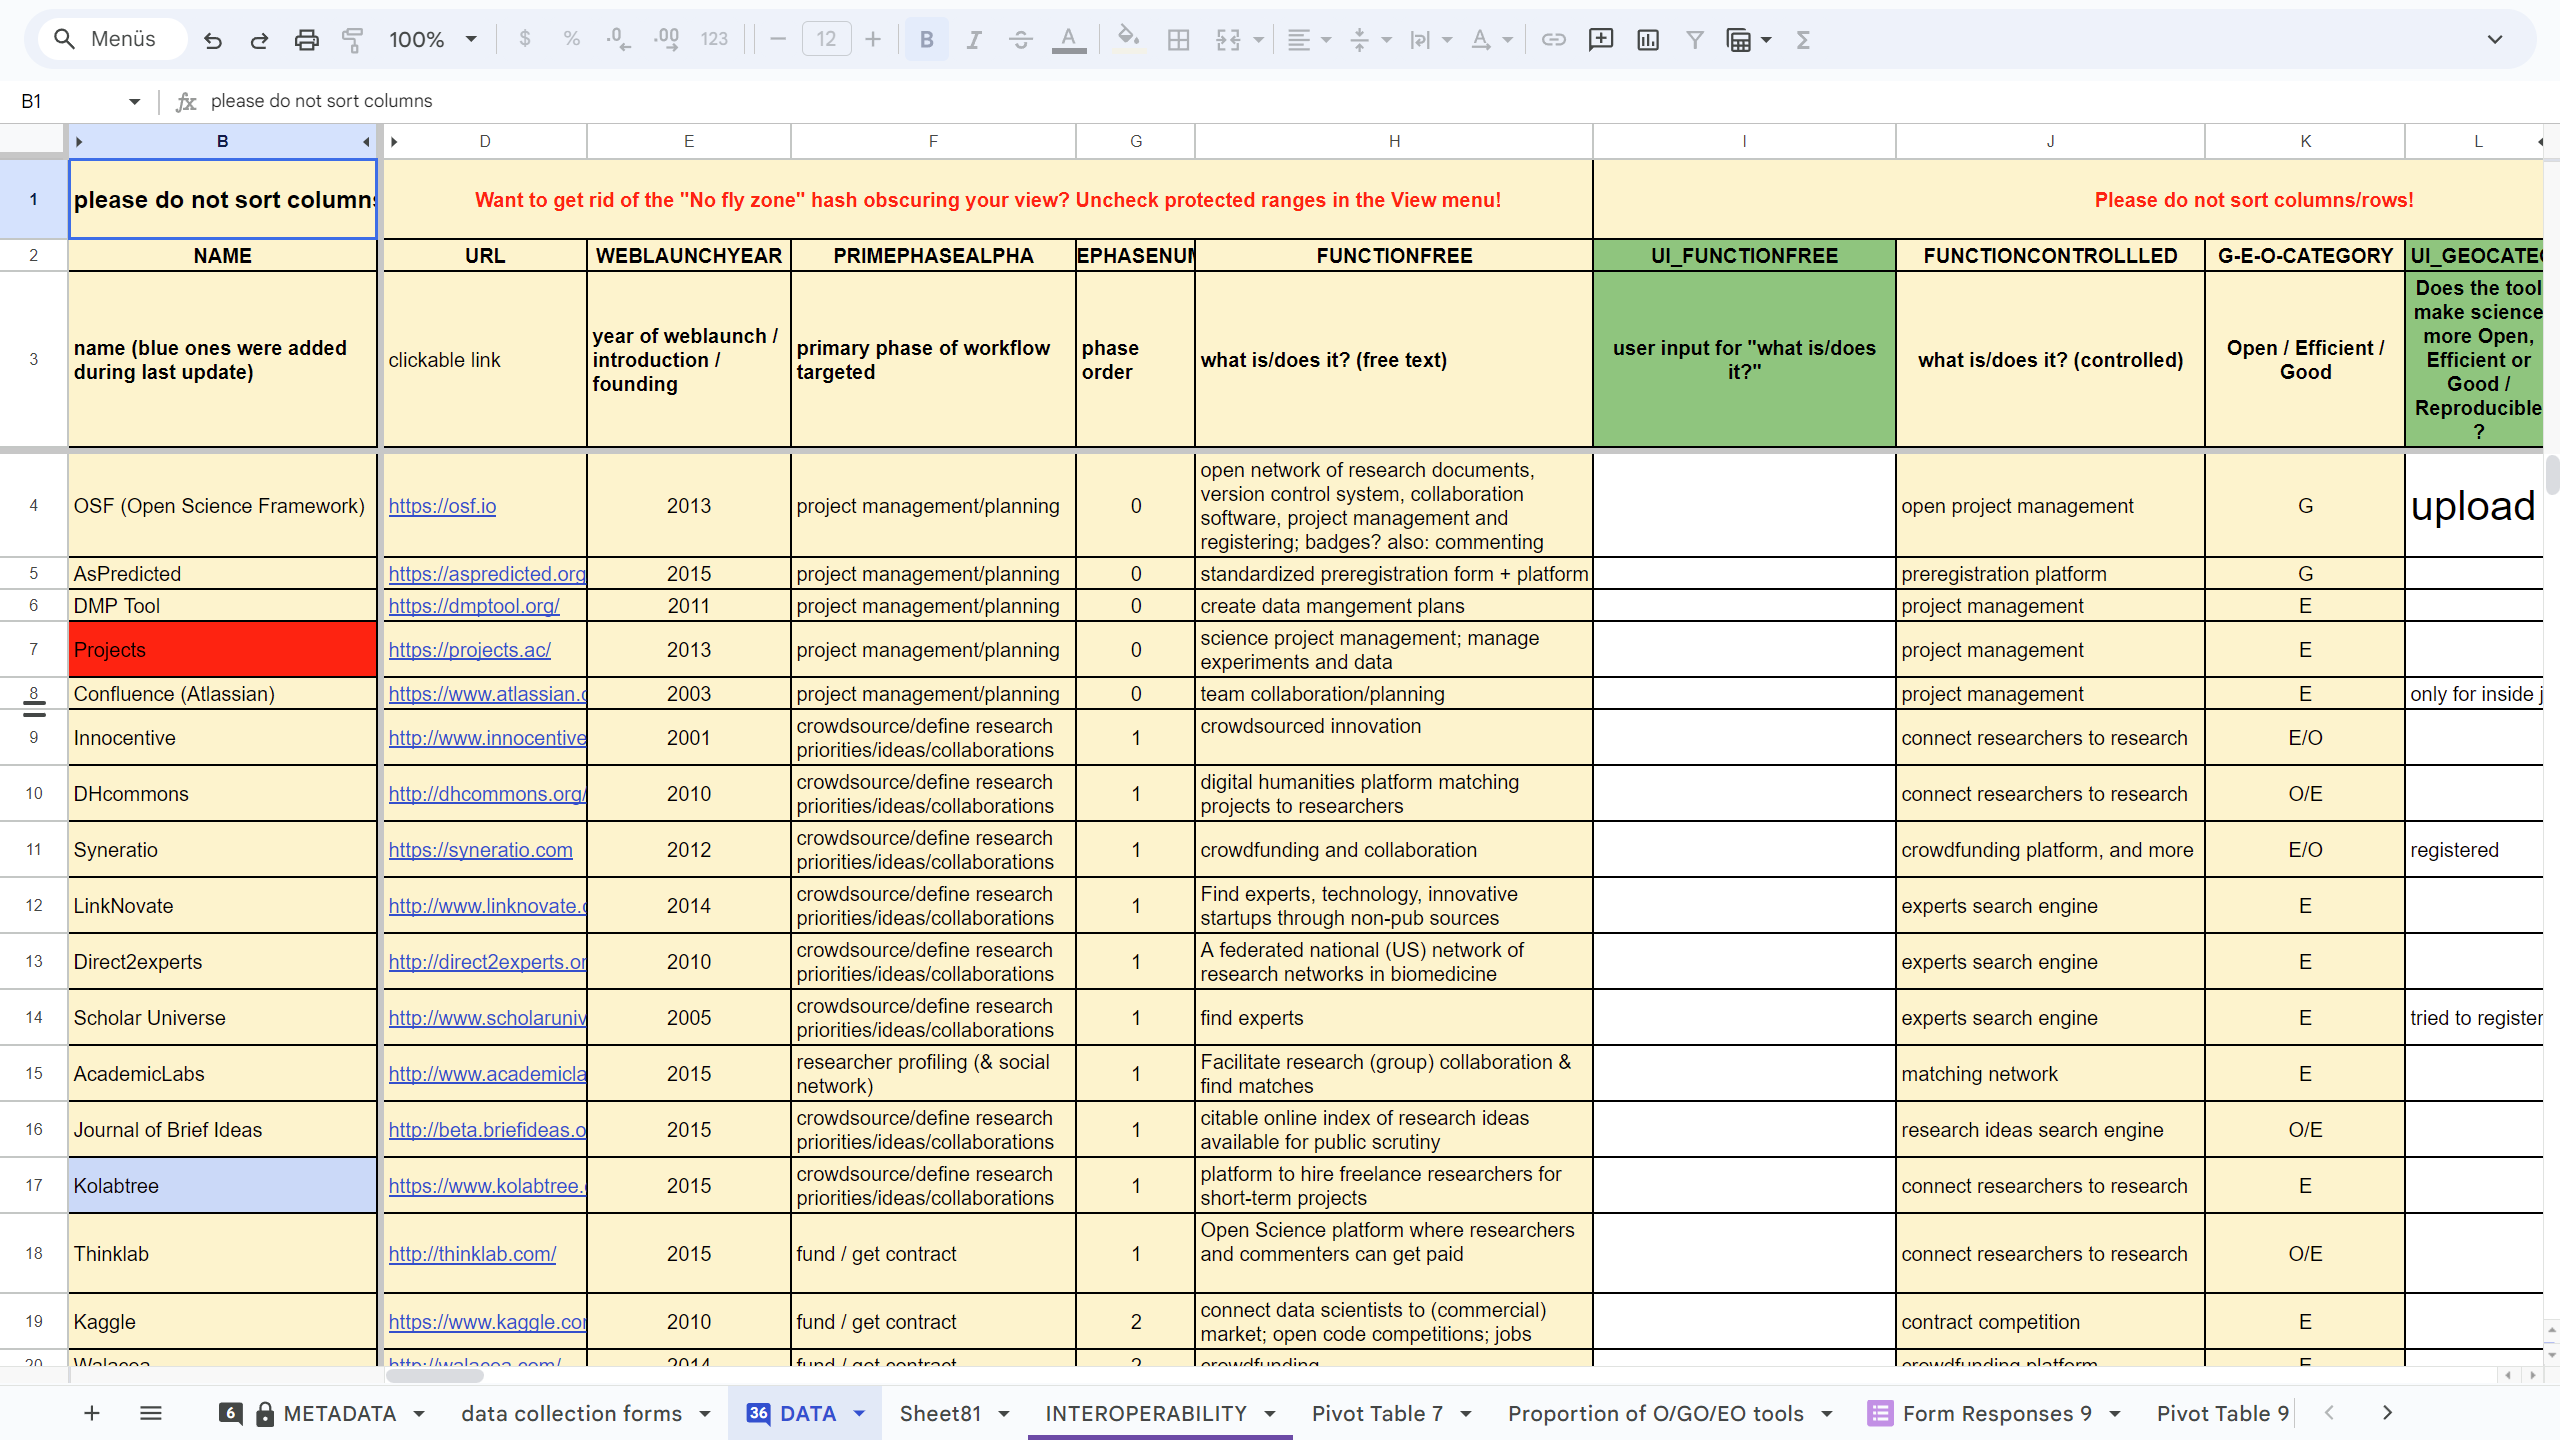 Menüs 100% $ % .0 .00 123 12 B I A A Σ
B1 fx please do not sort columns
B D E F G H I J K L
1 please do not sort columns Want to get rid of the "No fly zone" hash obscuring your view? Uncheck protected ranges in the View menu! Please do not sort columns/rows!
2 NAME URL WEBLAUNCHYEAR PRIMEPHASEALPHA EPHASENUM FUNCTIONFREE UI_FUNCTIONFREE FUNCTIONCONTROLLLED G-E-O-CATEGORY UI_GEOCATEG
3
name (blue ones were added
during last update)
clickable link
year of weblaunch /
introduction /
founding
primary phase of workflow
targeted
phase
order
what is/does it? (free text)
user input for "what is/does
it?"
what is/does it? (controlled)
Open / Efficient /
Good
Does the tool
make science
more Open,
Efficient or
Good /
Reproducible
?
4 OSF (Open Science Framework) https://osf.io 2013 project management/planning 0
open network of research documents,
version control system, collaboration
software, project management and
registering; badges? also: commenting
open project management G upload
5 AsPredicted https://aspredicted.org 2015 project management/planning 0 standardized preregistration form + platform preregistration platform G
6 DMP Tool https://dmptool.org/ 2011 project management/planning 0 create data mangement plans project management E
7 Projects https://projects.ac/ 2013 project management/planning 0
science project management; manage
experiments and data
project management E
8 Confluence (Atlassian) https://www.atlassian.c 2003 project management/planning 0 team collaboration/planning project management E only for inside j
9 Innocentive http://www.innocentive 2001
crowdsource/define research
priorities/ideas/collaborations
1 crowdsourced innovation connect researchers to research E/O
10 DHcommons http://dhcommons.org/ 2010
crowdsource/define research
priorities/ideas/collaborations
1
digital humanities platform matching
projects to researchers
connect researchers to research O/E
11 Syneratio https://syneratio.com 2012
crowdsource/define research
priorities/ideas/collaborations
1 crowdfunding and collaboration crowdfunding platform, and more E/O registered
12 LinkNovate http://www.linknovate.c 2014
crowdsource/define research
priorities/ideas/collaborations
1
Find experts, technology, innovative
startups through non-pub sources
experts search engine E
13 Direct2experts http://direct2experts.or 2010
crowdsource/define research
priorities/ideas/collaborations
1
A federated national (US) network of
research networks in biomedicine
experts search engine E
14 Scholar Universe http://www.scholaruniv 2005
crowdsource/define research
priorities/ideas/collaborations
1 find experts experts search engine E tried to register
15 AcademicLabs http://www.academicla 2015
researcher profiling (& social
network)
1
Facilitate research (group) collaboration &
find matches
matching network E
16 Journal of Brief Ideas http://beta.briefideas.o 2015
crowdsource/define research
priorities/ideas/collaborations
1
citable online index of research ideas
available for public scrutiny
research ideas search engine O/E
17 Kolabtree https://www.kolabtree. 2015
crowdsource/define research
priorities/ideas/collaborations
1
platform to hire freelance researchers for
short-term projects
connect researchers to research E
18 Thinklab http://thinklab.com/ 2015 fund / get contract 1
Open Science platform where researchers
and commenters can get paid
connect researchers to research O/E
19 Kaggle https://www.kaggle.cor 2010 fund / get contract 2
connect data scientists to (commercial)
market; open code competitions; jobs
contract competition E
20 Walacea http://walacea.com/ 2014 fund / get contract 2 crowdfunding crowdfunding platform E
6 METADATA data collection forms 36 DATA Sheet81 INTEROPERABILITY Pivot Table 7 Proportion of O/GO/EO tools Form Responses 9 Pivot Table 9